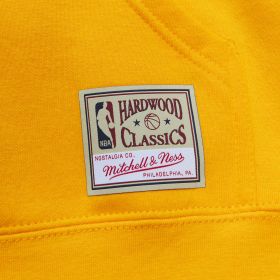 HARDWOOD
NBA
CLASSICS
NOSTALGIA CO.
Mitchell & Ness
PHILADELPHIA, PA.